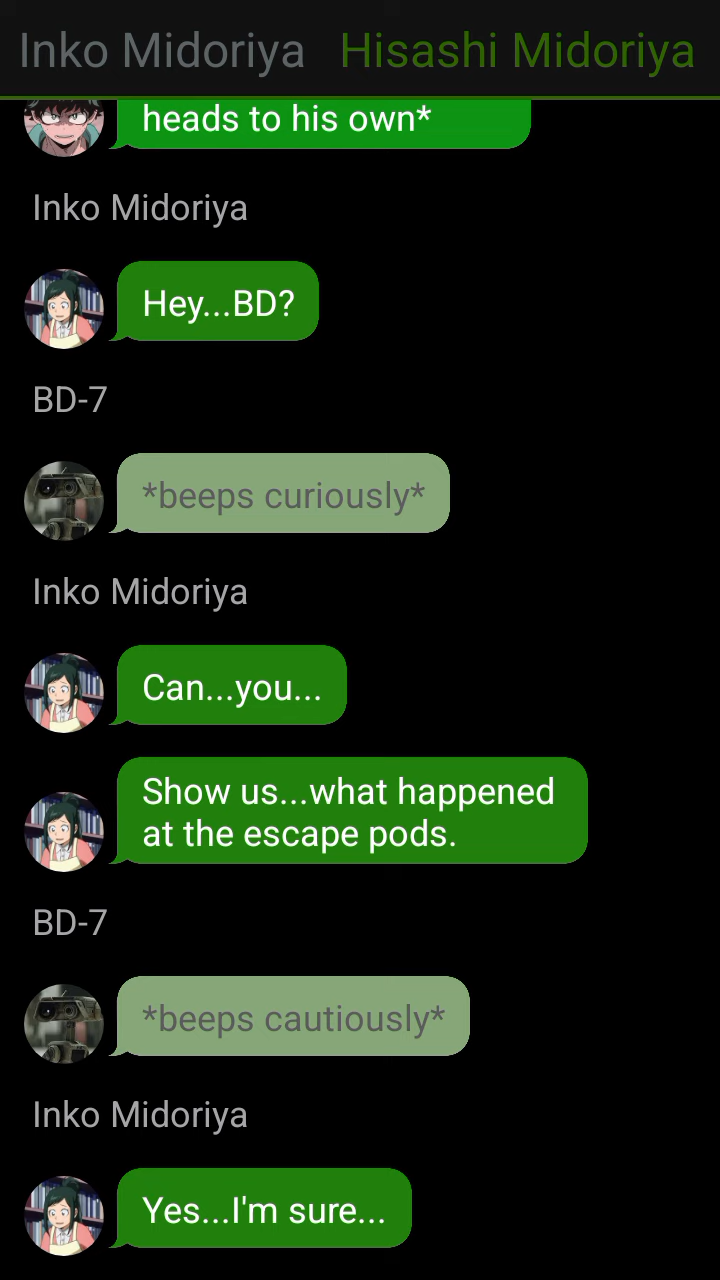 Inko Midoriya Hisashi Midoriya
heads to his own*
Inko Midoriya
Hey...BD?
BD-7
*beeps curiously*
Inko Midoriya
Can...you...
Show us...what happened
at the escape pods.
BD-7
*beeps cautiously*
Inko Midoriya
Yes...I'm sure...